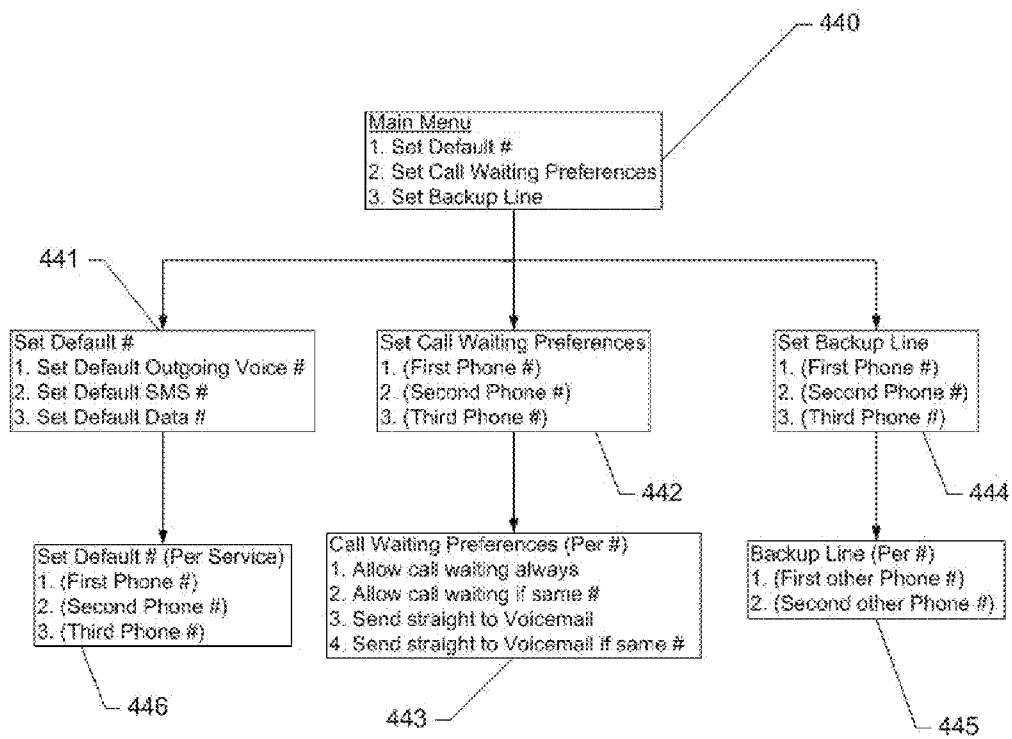 440
Main Menu
1. Set Default #
2. Set Call Waiting Preferences
3. Set Backup Line
441
Set Default #
1. Set Default Outgoing Voice #
2. Set Default SMS #
3. Set Default Data #
Set Call Waiting Preferences
1. (First Phone #)
2. (Second Phone #)
3. (Third Phone #)
442
Set Backup Line
1. (First Phone #)
2. (Second Phone #)
3. (Third Phone #)
444
Set Default # (Per Service)
1. (First Phone #)
2. (Second Phone #)
3. (Third Phone #)
446
Call Waiting Preferences (Per #)
1. Allow call waiting always
2. Allow call waiting if same #
3. Send straight to Voicemail
4. Send straight to Voicemail if same #
443
Backup Line (Per #)
1. (First other Phone #)
2. (Second other Phone #)
445